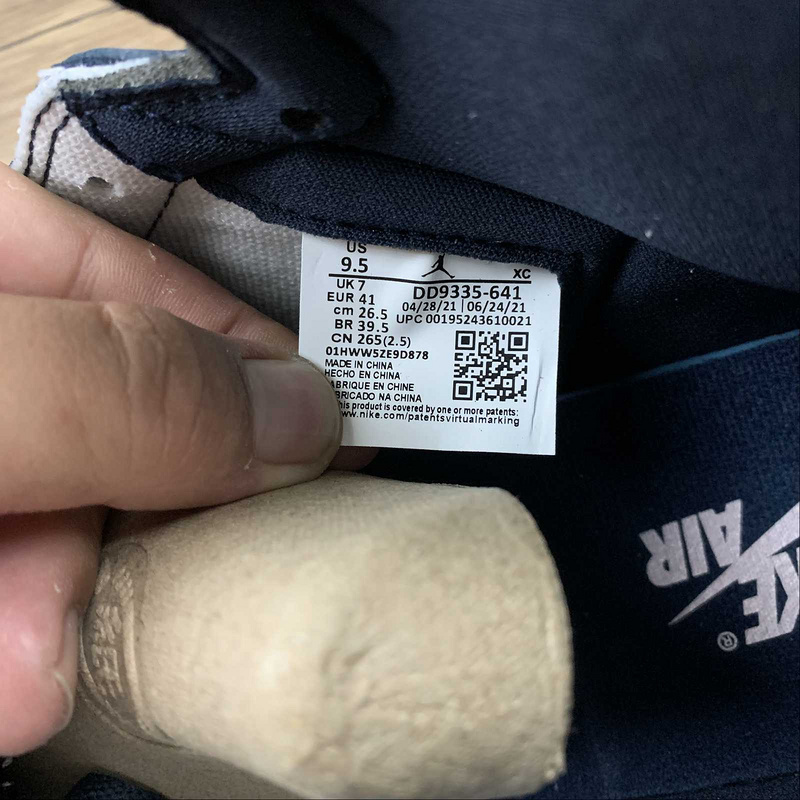 US
9.5
XC
UK 7
EUR 41
cm 26.5
BR 39.5
CN 265(2.5)
DD9335-641
04/28/21 | 06/24/21
UPC 00195243610021
01HWW5ZE9D878
MADE IN CHINA
HECHO EN CHINA
FABRIQUE EN CHINE
FABRICADO NA CHINA
This product is covered by one or more patents:
www.nike.com/patentsvirtualmarking
KE®
AIR